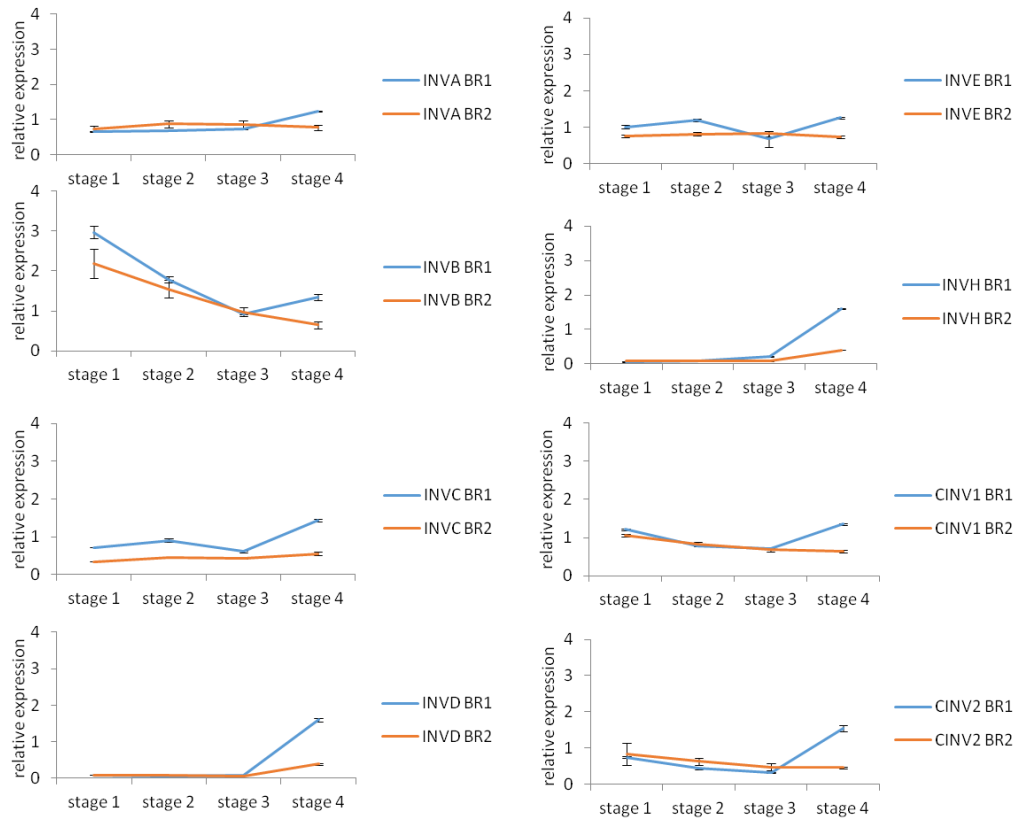 relative expression
4
3
2
1
0
stage 1 stage 2 stage 3 stage 4
INVA BR1
INVA BR2
relative expression
4
3
2
1
0
stage 1 stage 2 stage 3 stage 4
INVE BR1
INVE BR2
relative expression
4
3
2
1
0
stage 1 stage 2 stage 3 stage 4
INVB BR1
INVB BR2
relative expression
4
3
2
1
0
stage 1 stage 2 stage 3 stage 4
INVH BR1
INVH BR2
relative expression
4
3
2
1
0
stage 1 stage 2 stage 3 stage 4
INVC BR1
INVC BR2
relative expression
4
3
2
1
0
stage 1 stage 2 stage 3 stage 4
CINV1 BR1
CINV1 BR2
relative expression
4
3
2
1
0
stage 1 stage 2 stage 3 stage 4
INVD BR1
INVD BR2
relative expression
4
3
2
1
0
stage 1 stage 2 stage 3 stage 4
CINV2 BR1
CINV2 BR2